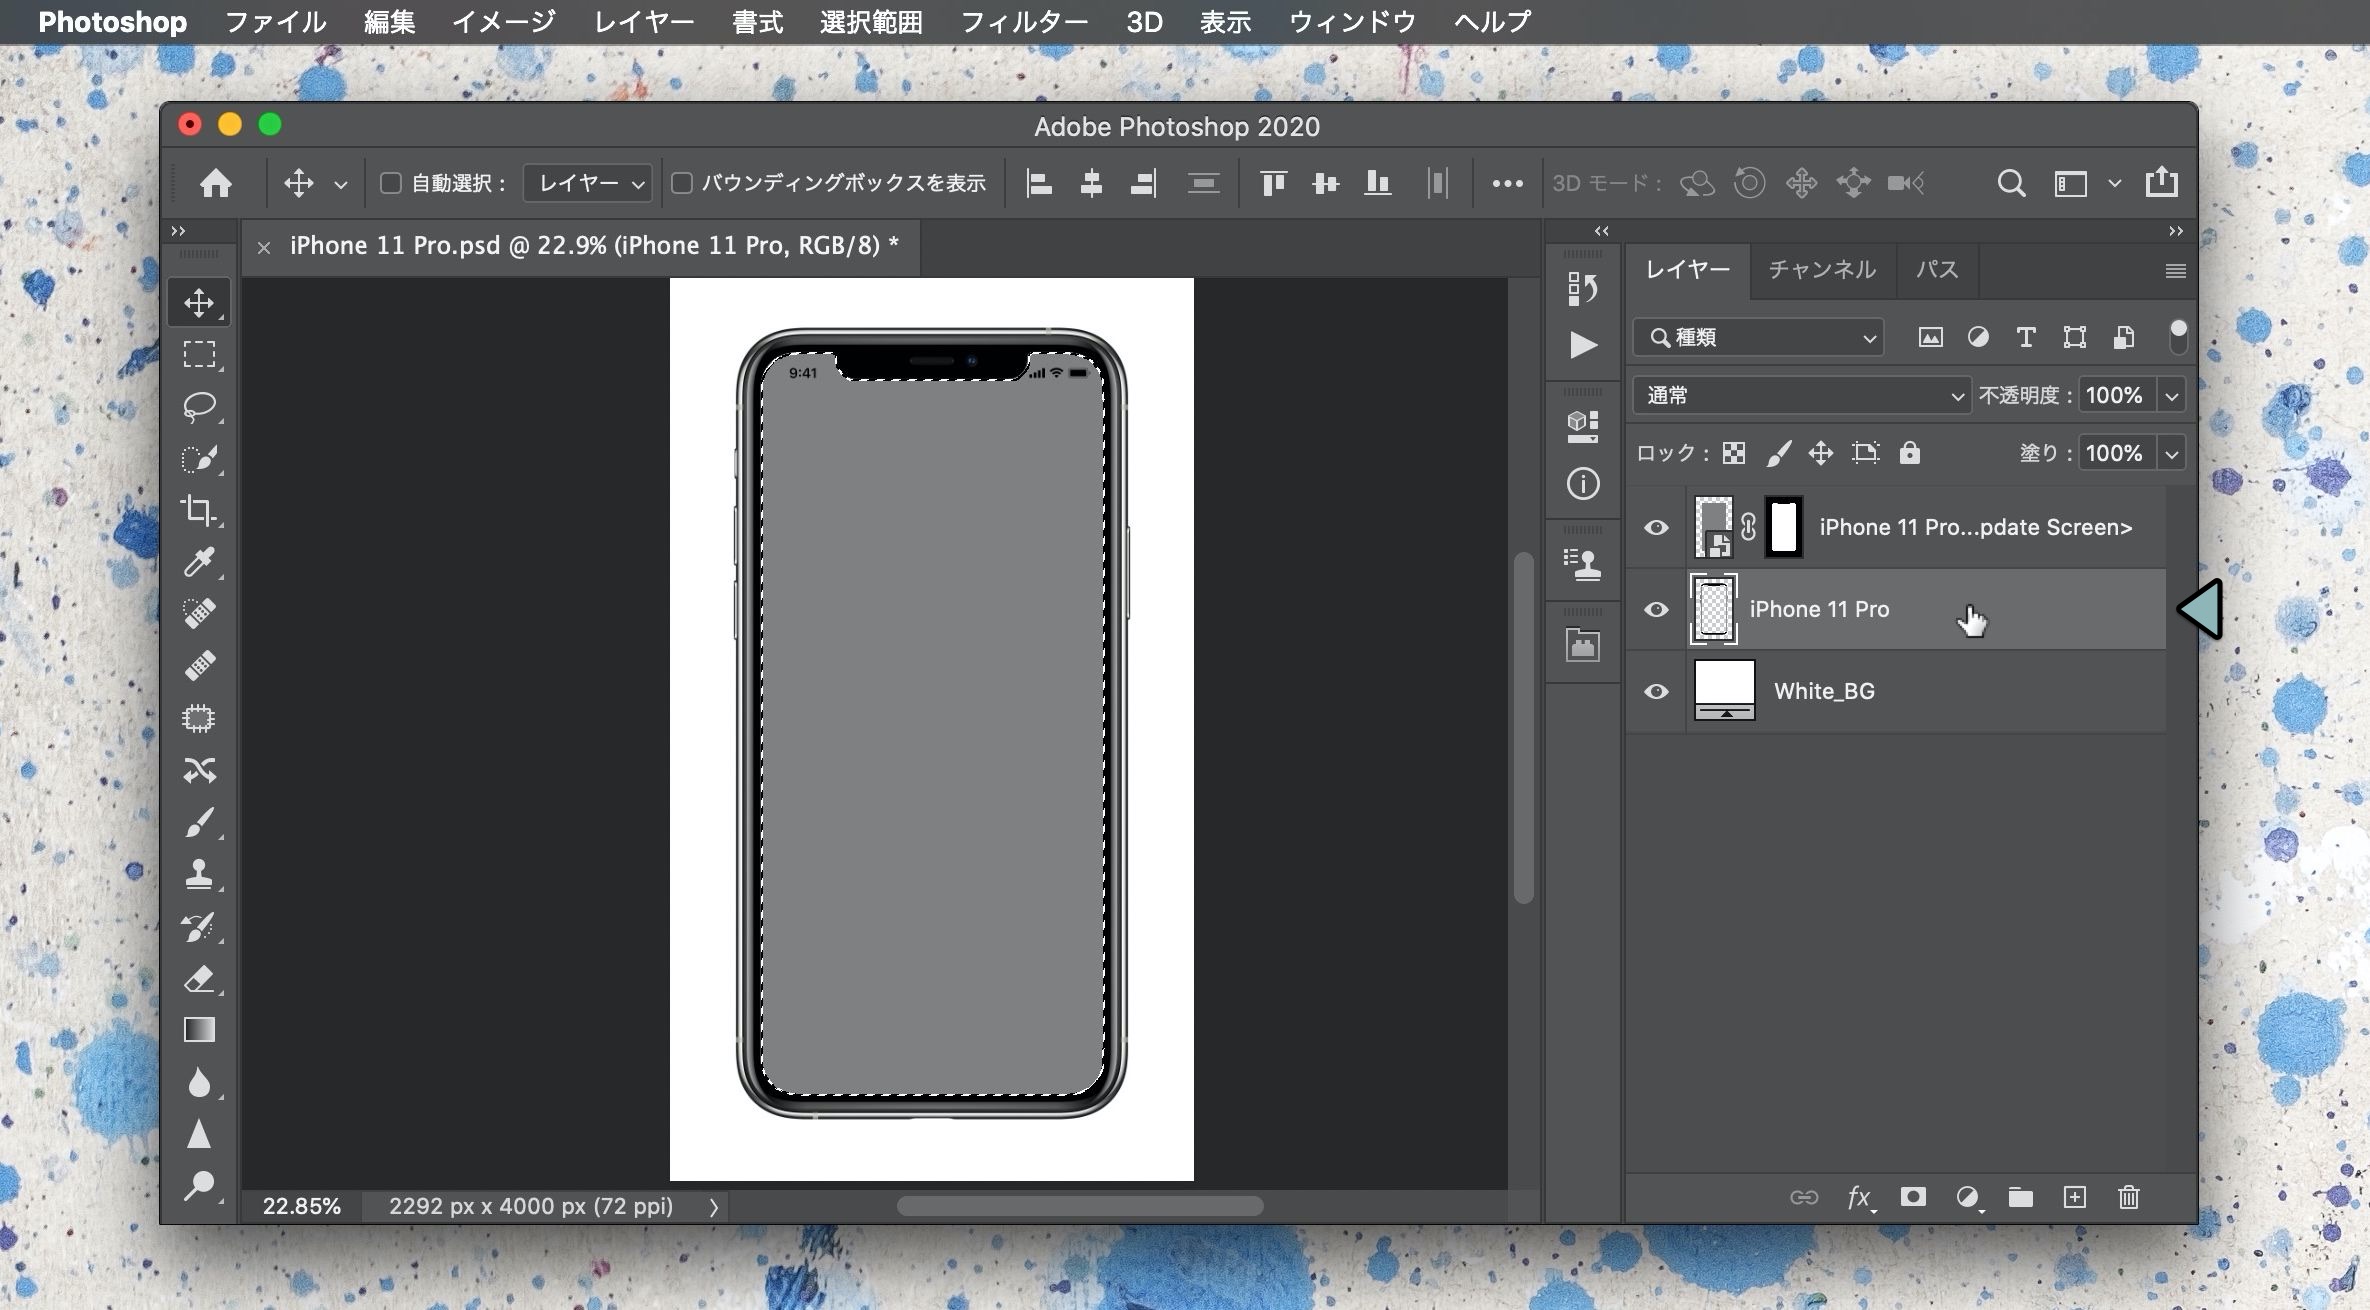 Photoshop ファイル 編集 イメージ レイヤー 書式 選択範囲 フィルター 3D 表示 ウィンドウ ヘルプ
Adobe Photoshop 2020
自動選択： レイヤー バウンディングボックスを表示 3D モード：
iPhone 11 Pro.psd @ 22.9% (iPhone 11 Pro, RGB/8) *
レイヤー チャンネル パス
種類
通常 不透明度： 100%
ロック： 塗り： 100%
9:41
iPhone 11 Pro...pdate Screen>
iPhone 11 Pro
White_BG
fx
22.85% 2292 px x 4000 px (72 ppi)